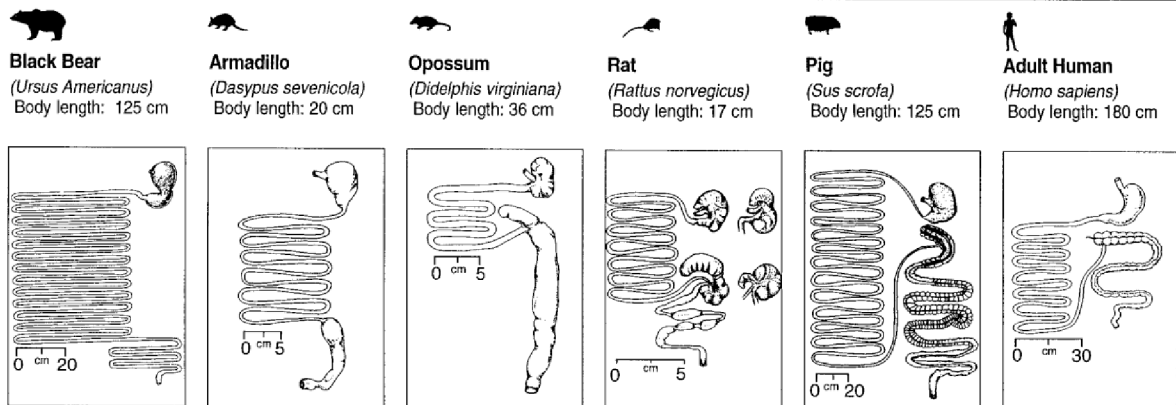 Black Bear
(Ursus Americanus)
Body length: 125 cm
0 cm 20
Armadillo
(Dasypus sevenicola)
Body length: 20 cm
0 cm 5
Opossum
(Didelphis virginiana)
Body length: 36 cm
0 cm 5
Rat
(Rattus norvegicus)
Body length: 17 cm
0 cm 5
Pig
(Sus scrofa)
Body length: 125 cm
0 cm 20
Adult Human
(Homo sapiens)
Body length: 180 cm
0 cm 30